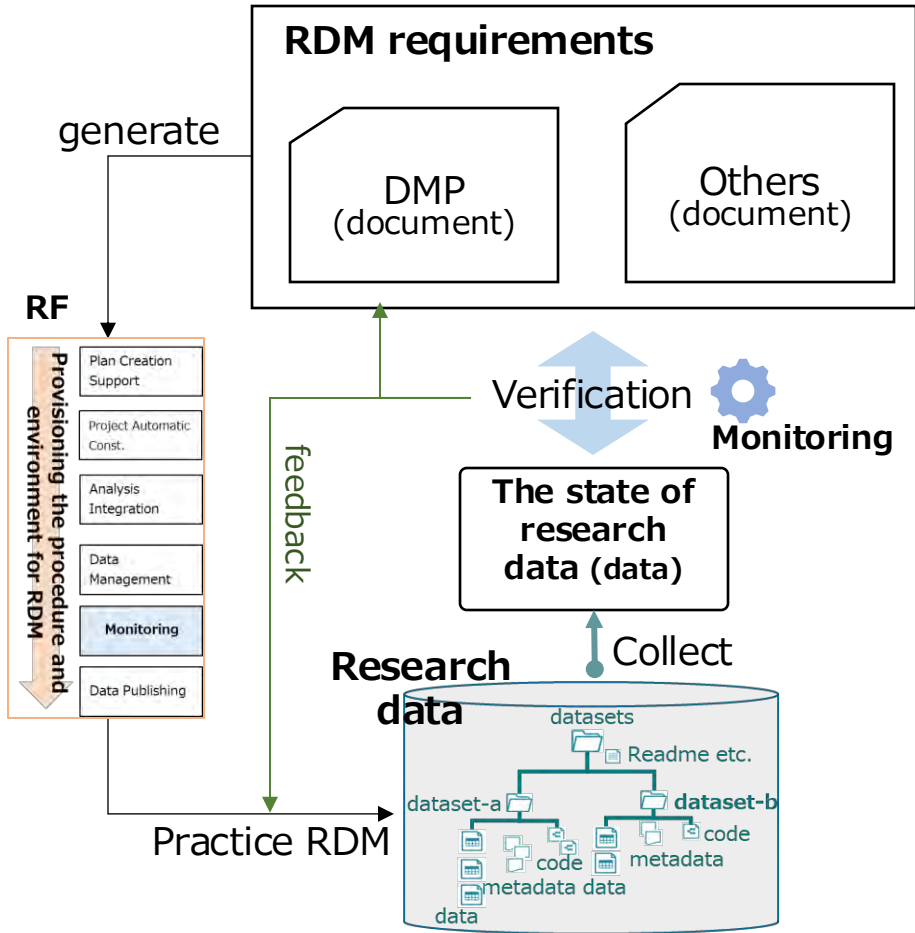 RDM requirements
generate
DMP
(document)
Others
(document)
RF
Provisioning the procedure and
environment for RDM
Plan Creation
Support
Project Automatic
Const.
Analysis
Integration
Data
Management
Monitoring
Data Publishing
feedback
Verification
Monitoring
The state of
research
data (data)
Collect
Research
data
datasets
Readme etc.
dataset-a
dataset-b
code
metadata
data
code
metadata
data
Practice RDM